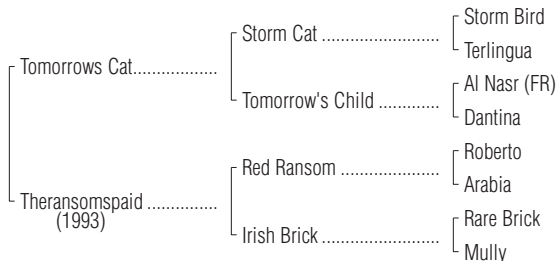 Storm Bird
Storm Cat ............................
Terlingua
Tomorrows Cat.................
Al Nasr (FR)
Tomorrow's Child .............
Dantina
Roberto
Red Ransom .....................
Arabia
Theransomspaid ..............
(1993)
Rare Brick
Irish Brick ...........................
Mully